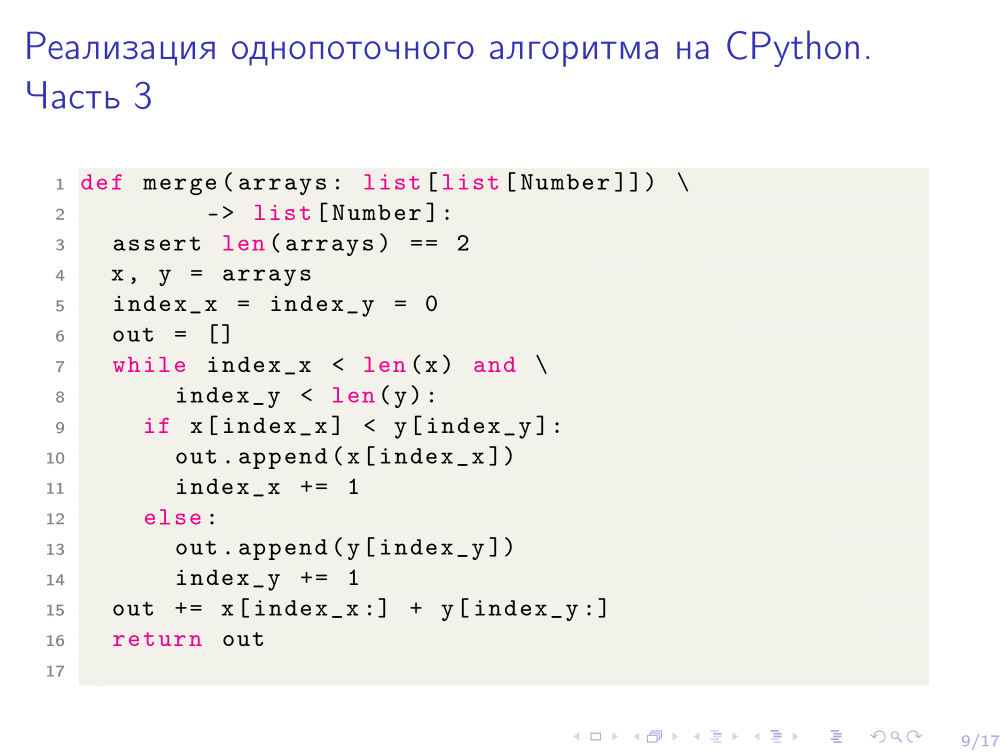 Реализация однопоточного алгоритма на CPython.
Часть 3
1 def merge(arrays: list[list[Number]]) \
2         -> list[Number]:
3   assert len(arrays) == 2
4   x, y = arrays
5   index_x = index_y = 0
6   out = []
7   while index_x < len(x) and \
8       index_y < len(y):
9     if x[index_x] < y[index_y]:
10       out.append(x[index_x])
11       index_x += 1
12     else:
13       out.append(y[index_y])
14       index_y += 1
15   out += x[index_x:] + y[index_y:]
16   return out
17
9/17